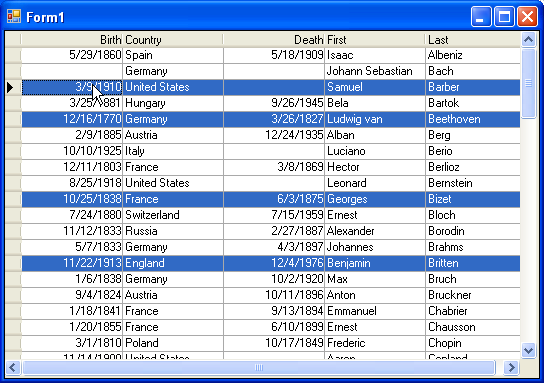 Form1
Birth Country Death First Last
5/29/1860 Spain 5/18/1909 Isaac Albeniz
Germany Johann Sebastian Bach
3/9/1910 United States Samuel Barber
3/25/1881 Hungary 9/26/1945 Bela Bartok
12/16/1770 Germany 3/26/1827 Ludwig van Beethoven
2/9/1885 Austria 12/24/1935 Alban Berg
10/10/1925 Italy Luciano Berio
12/11/1803 France 3/8/1869 Hector Berlioz
8/25/1918 United States Leonard Bernstein
10/25/1838 France 6/3/1875 Georges Bizet
7/24/1880 Switzerland 7/15/1959 Ernest Bloch
11/12/1833 Russia 2/27/1887 Alexander Borodin
5/7/1833 Germany 4/3/1897 Johannes Brahms
11/22/1913 England 12/4/1976 Benjamin Britten
1/6/1838 Germany 10/2/1920 Max Bruch
9/4/1824 Austria 10/11/1896 Anton Bruckner
1/18/1841 France 9/13/1894 Emmanuel Chabrier
1/20/1855 France 6/10/1899 Ernest Chausson
3/1/1810 Poland 10/17/1849 Frederic Chopin
11/14/1900 United States Aaron Copland